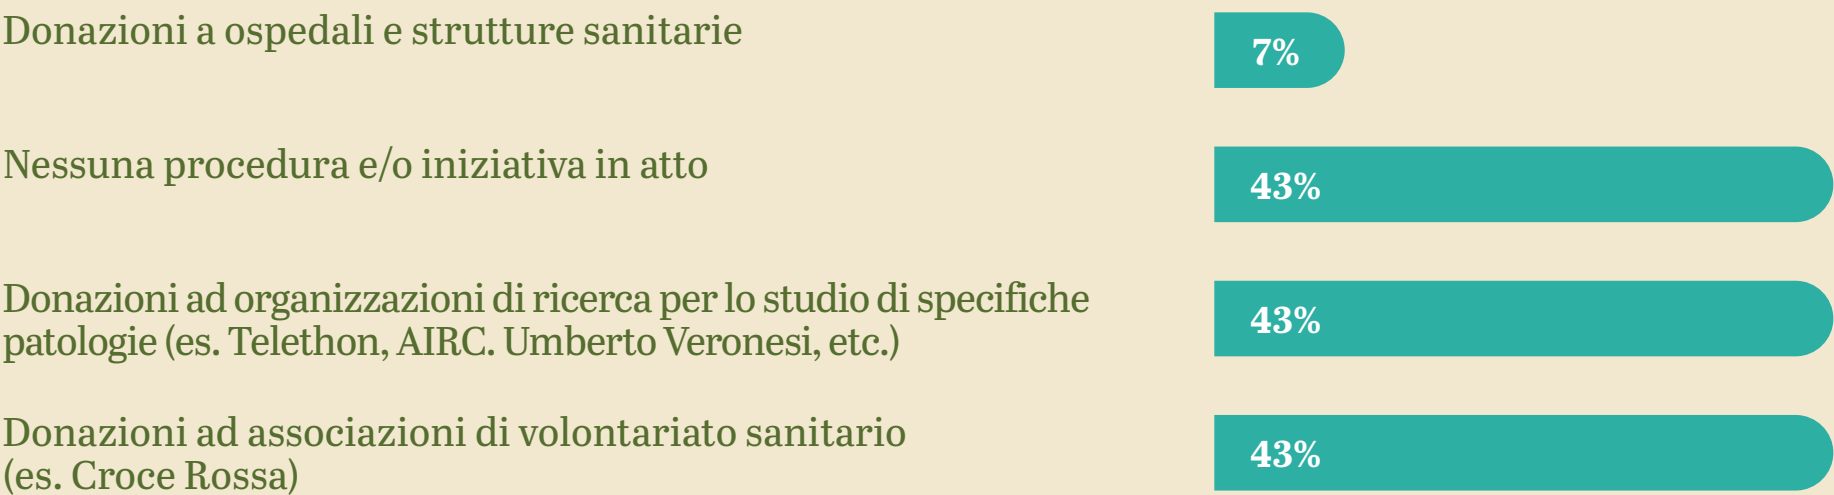 Donazioni a ospedali e strutture sanitarie
7%
Nessuna procedura e/o iniziativa in atto
43%
Donazioni ad organizzazioni di ricerca per lo studio di specifiche
patologie (es. Telethon, AIRC. Umberto Veronesi, etc.)
43%
Donazioni ad associazioni di volontariato sanitario
(es. Croce Rossa)
43%